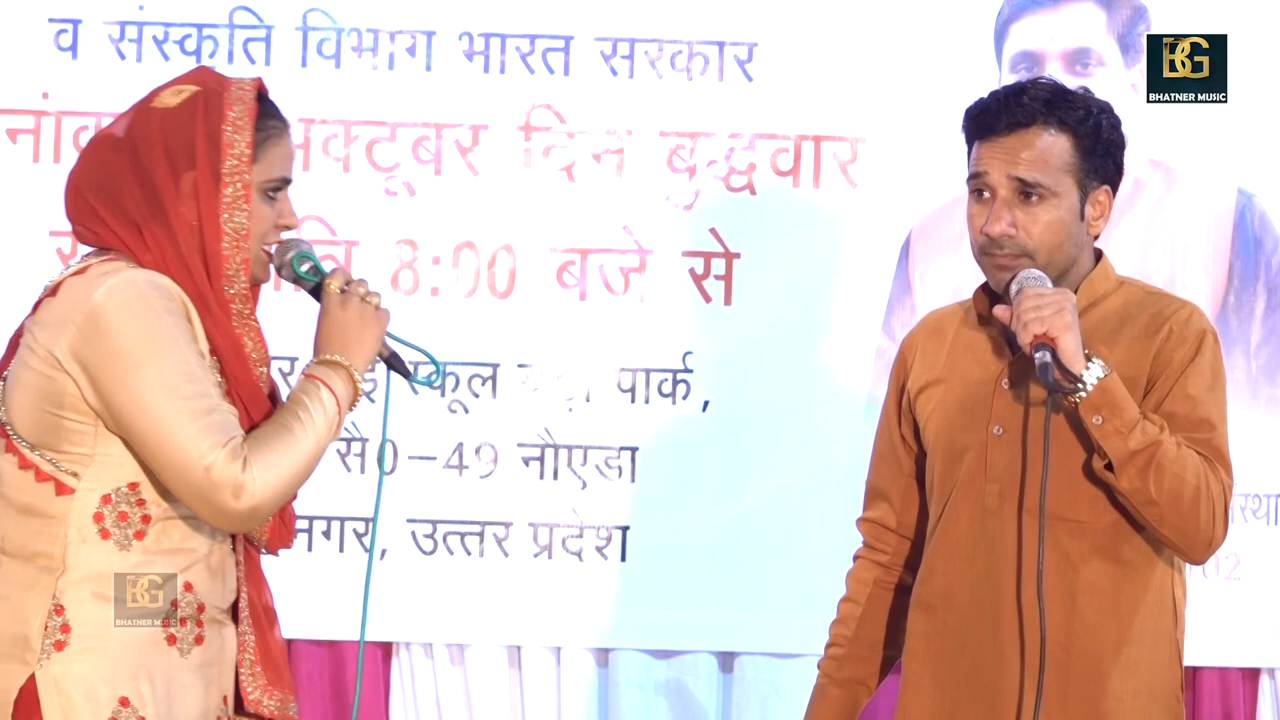 व संस्कृति विभाग भारत सरकार
अक्टूबर दिन बुद्धवार
रात्रि 8:00 बजे से
स्कूल पार्क,
सै0-49 नौएडा
नगर, उत्तर प्रदेश
BG
BHATNER MUSIC
BG
BHATNER MUSIC